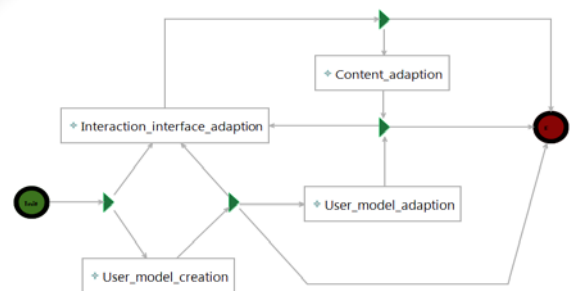 Content_adaption
Interaction_interface_adaption
User_model_adaption
User_model_creation